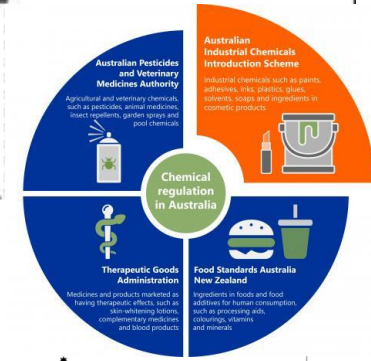 Australian Pesticides
and Veterinary
Medicines Authority
Agricultural and veterinary chemicals,
such as pesticides, animal medicines,
insect repellents, garden sprays and
pool chemicals
Australian
Industrial Chemicals
Introduction Scheme
Industrial chemicals such as paints,
adhesives, inks, plastics, glues,
solvents, soaps and ingredients in
cosmetic products
Chemical
regulation
in Australia
Therapeutic Goods
Administration
Medicines and products marketed as
having therapeutic effects, such as
skin-whitening lotions,
complementary medicines
and blood products
Food Standards Australia
New Zealand
Ingredients in foods and food
additives for human consumption,
such as processing aids,
colourings, vitamins
and minerals